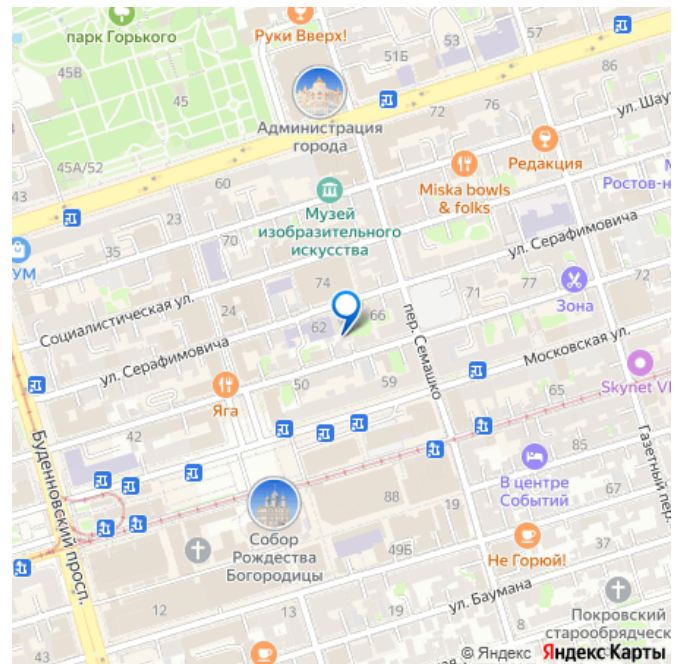 парк Горького
Руки Вверх!
51Б
53
57
45В
45
86
72
76
ул. Шау
Администрация
города
45А/52
Редакция
60
Miska bowls
& folks
43
Ростов-н
Музей
изобразительного
искусства
23
70
35
УМ
ул. Серафимовича
74
Социалистическая ул.
24
71
77
72
Зона
62
66
пер. Семашко
ул. Серафимовича
Московская ул.
50
59
Яга
Skynet VI
65
42
Буденновский просп.
Газетный пер.
85
В центре
Событий
67
88
19
Собор
Рождества
Богородицы
49Б
Не Горюй!
37
12
13
ул. Баумана
8
Покровский
старообрядческ
© Яндекс Яндекс Карты